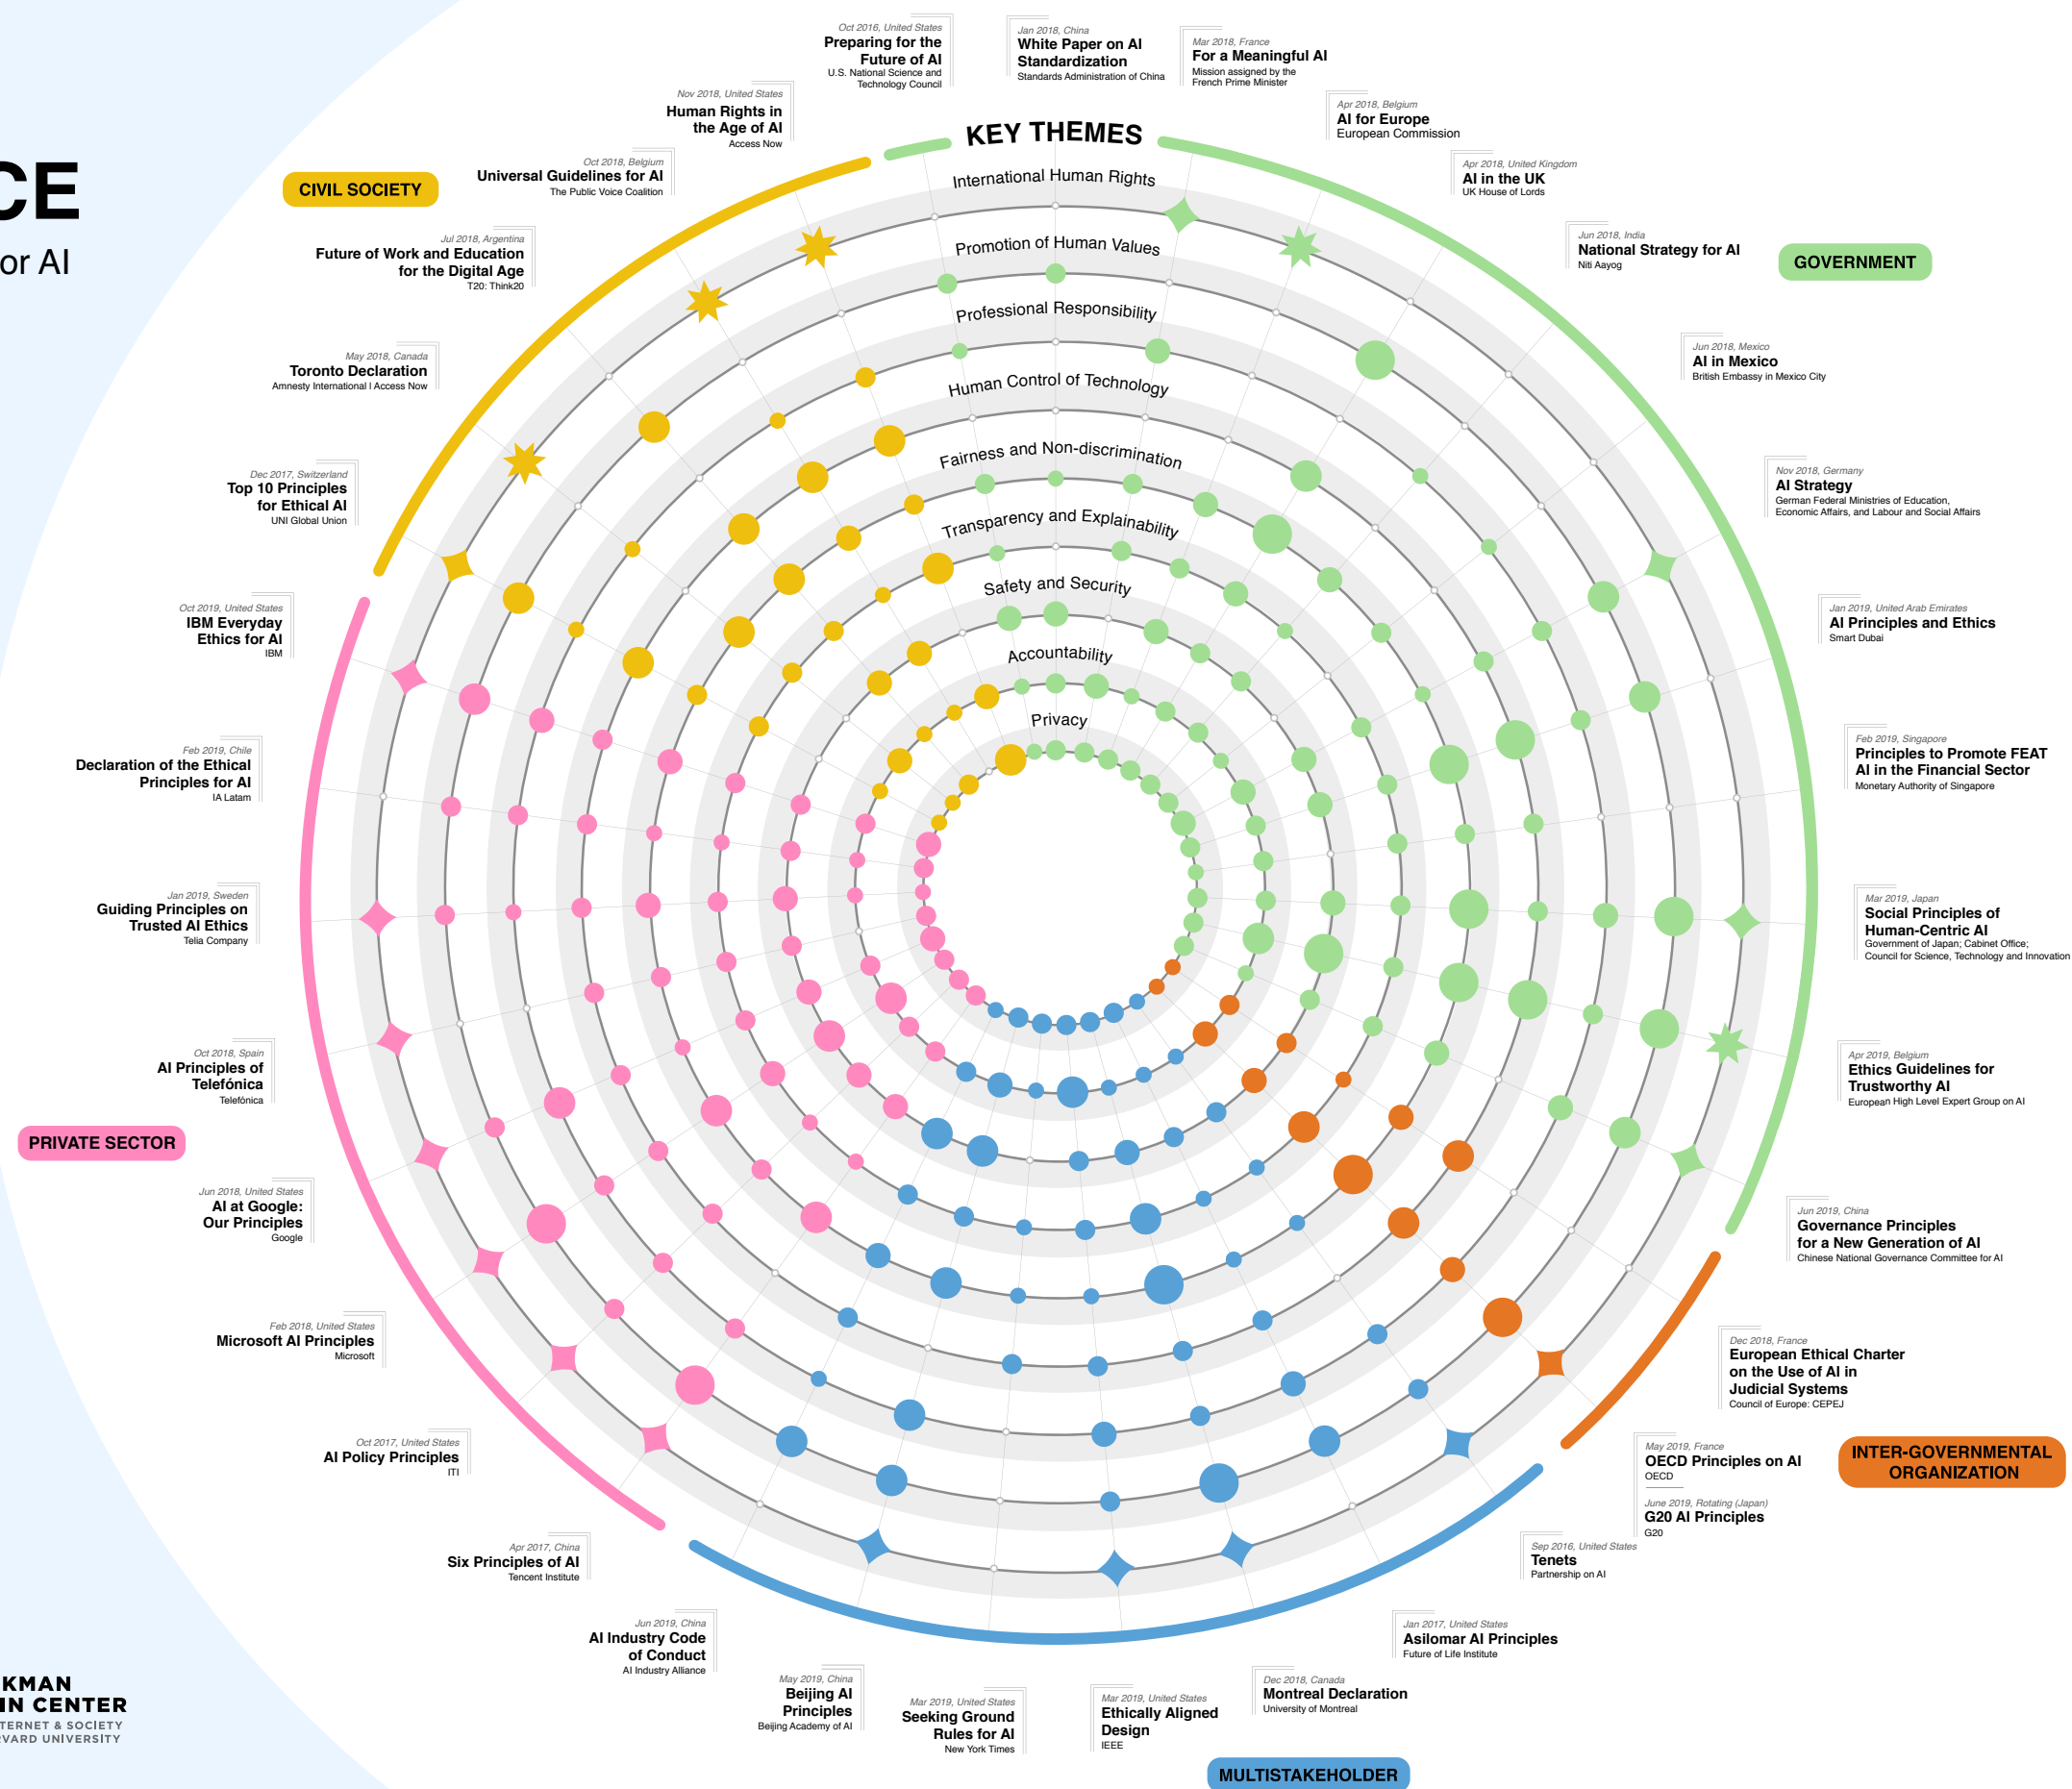 CE
or AI
KMAN
IN CENTER
TERNET & SOCIETY
RVARD UNIVERSITY
KEY THEMES
International Human Rights
Promotion of Human Values
Professional Responsibility
Human Control of Technology
Fairness and Non-discrimination
Transparency and Explainability
Safety and Security
Accountability
Privacy
Oct 2016, United States
Preparing for the
Future of AI
U.S. National Science and
Technology Council
Jan 2018, China
White Paper on AI
Standardization
Standards Administration of China
Mar 2018, France
For a Meaningful AI
Mission assigned by the
French Prime Minister
Apr 2018, Belgium
AI for Europe
European Commission
Apr 2018, United Kingdom
AI in the UK
UK House of Lords
Jun 2018, India
National Strategy for AI
Niti Aayog
GOVERNMENT
Jun 2018, Mexico
AI in Mexico
British Embassy in Mexico City
Nov 2018, Germany
AI Strategy
German Federal Ministries of Education,
Economic Affairs, and Labour and Social Affairs
Jan 2019, United Arab Emirates
AI Principles and Ethics
Smart Dubai
Feb 2019, Singapore
Principles to Promote FEAT
AI in the Financial Sector
Monetary Authority of Singapore
Mar 2019, Japan
Social Principles of
Human-Centric AI
Government of Japan; Cabinet Office;
Council for Science, Technology and Innovation
Apr 2019, Belgium
Ethics Guidelines for
Trustworthy AI
European High Level Expert Group on AI
Jun 2019, China
Governance Principles
for a New Generation of AI
Chinese National Governance Committee for AI
Dec 2018, France
European Ethical Charter
on the Use of AI in
Judicial Systems
Council of Europe: CEPEJ
INTER-GOVERNMENTAL
ORGANIZATION
May 2019, France
OECD Principles on AI
OECD
June 2019, Rotating (Japan)
G20 AI Principles
G20
Sep 2016, United States
Tenets
Partnership on AI
Jan 2017, United States
Asilomar AI Principles
Future of Life Institute
Dec 2018, Canada
Montreal Declaration
University of Montreal
MULTISTAKEHOLDER
Mar 2019, United States
Ethically Aligned
Design
IEEE
Mar 2019, United States
Seeking Ground
Rules for AI
New York Times
May 2019, China
Beijing AI
Principles
Beijing Academy of AI
Jun 2019, China
AI Industry Code
of Conduct
AI Industry Alliance
Apr 2017, China
Six Principles of AI
Tencent Institute
Oct 2017, United States
AI Policy Principles
ITI
Feb 2018, United States
Microsoft AI Principles
Microsoft
Jun 2018, United States
AI at Google:
Our Principles
Google
PRIVATE SECTOR
Oct 2018, Spain
AI Principles of
Telefónica
Telefónica
Jan 2019, Sweden
Guiding Principles on
Trusted AI Ethics
Telia Company
Feb 2019, Chile
Declaration of the Ethical
Principles for AI
IA Latam
Oct 2019, United States
IBM Everyday
Ethics for AI
IBM
Dec 2017, Switzerland
Top 10 Principles
for Ethical AI
UNI Global Union
May 2018, Canada
Toronto Declaration
Amnesty International | Access Now
Jul 2018, Argentina
Future of Work and Education
for the Digital Age
T20: Think20
CIVIL SOCIETY
Oct 2018, Belgium
Universal Guidelines for AI
The Public Voice Coalition
Nov 2018, United States
Human Rights in
the Age of AI
Access Now